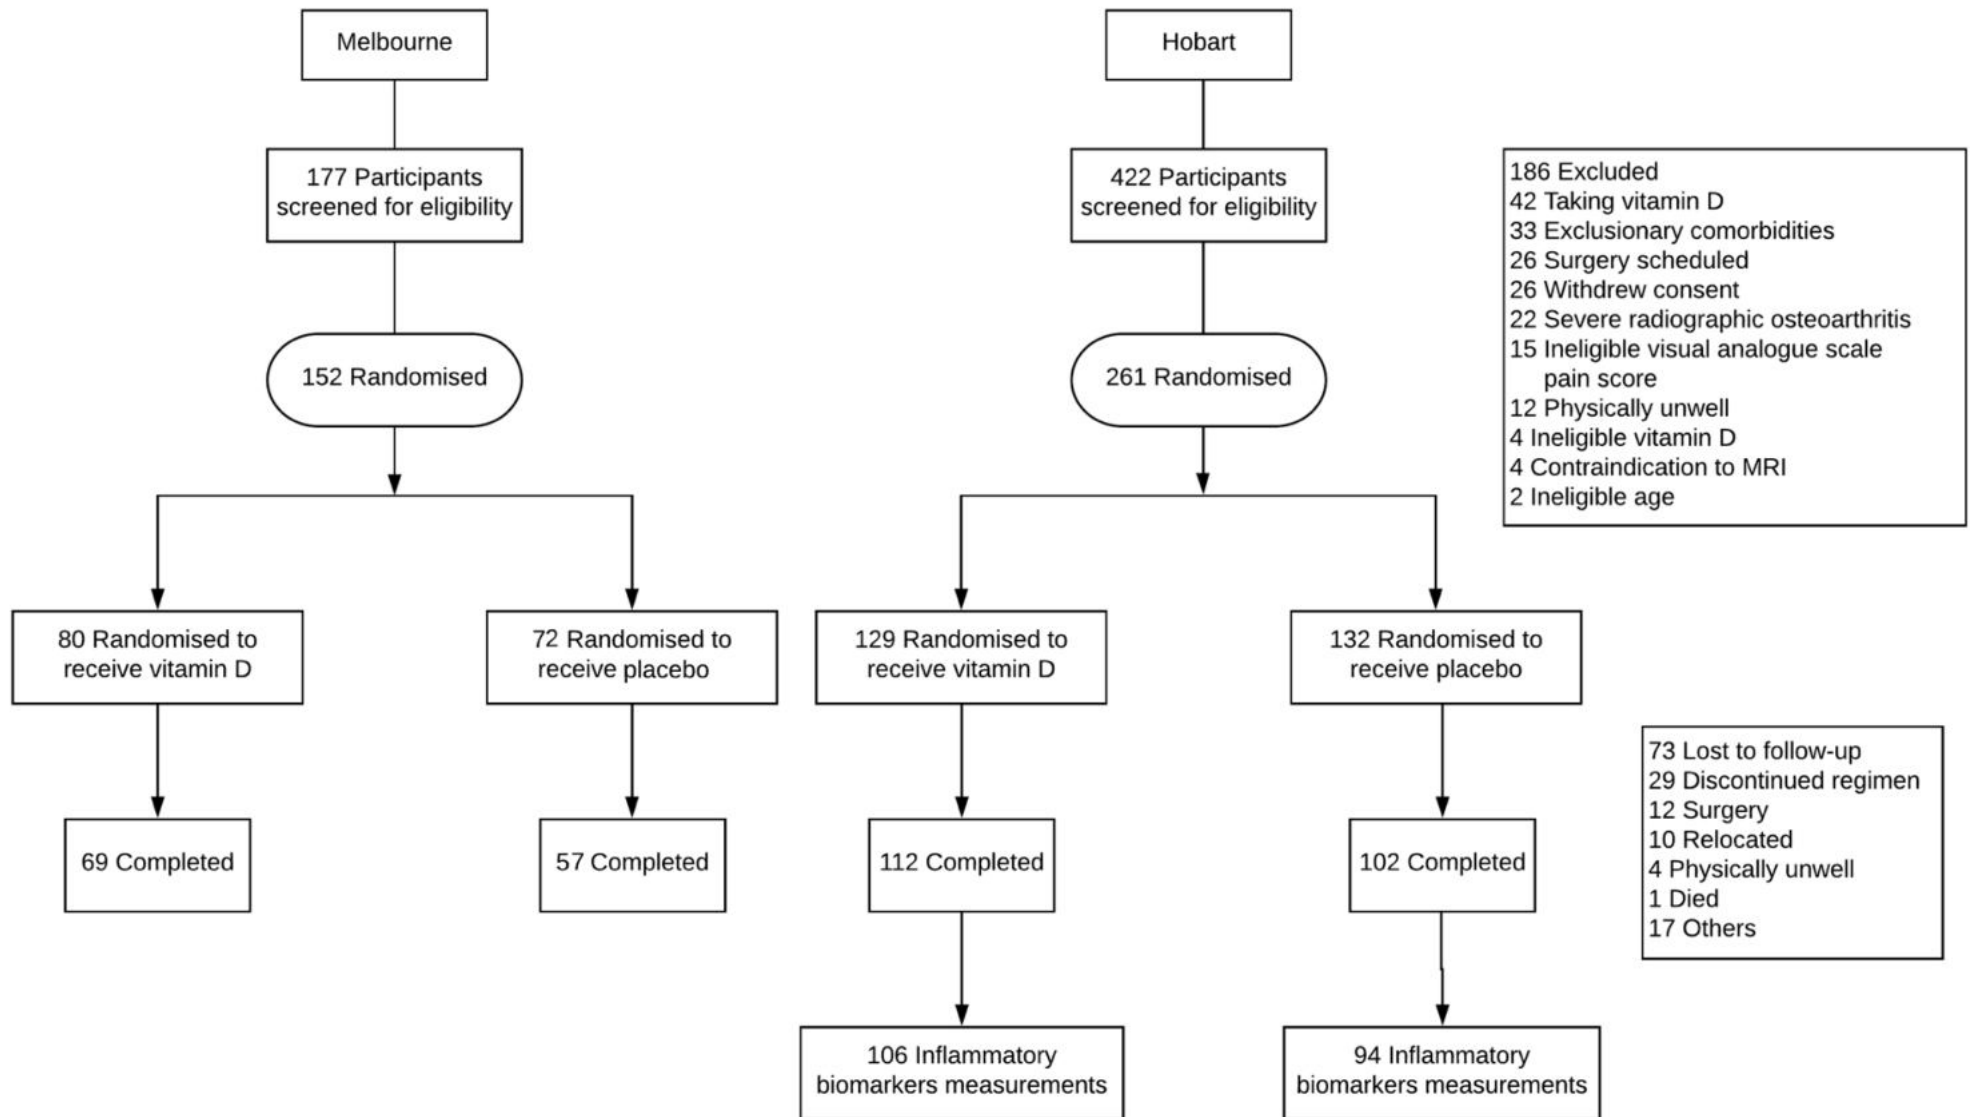 Melbourne
Hobart
177 Participants
screened for eligibility
422 Participants
screened for eligibility
186 Excluded
42 Taking vitamin D
33 Exclusionary comorbidities
26 Surgery scheduled
26 Withdrew consent
22 Severe radiographic osteoarthritis
15 Ineligible visual analogue scale
pain score
12 Physically unwell
4 Ineligible vitamin D
4 Contraindication to MRI
2 Ineligible age
152 Randomised
261 Randomised
80 Randomised to
receive vitamin D
72 Randomised to
receive placebo
129 Randomised to
receive vitamin D
132 Randomised to
receive placebo
73 Lost to follow-up
29 Discontinued regimen
12 Surgery
10 Relocated
4 Physically unwell
1 Died
17 Others
69 Completed
57 Completed
112 Completed
102 Completed
106 Inflammatory
biomarkers measurements
94 Inflammatory
biomarkers measurements